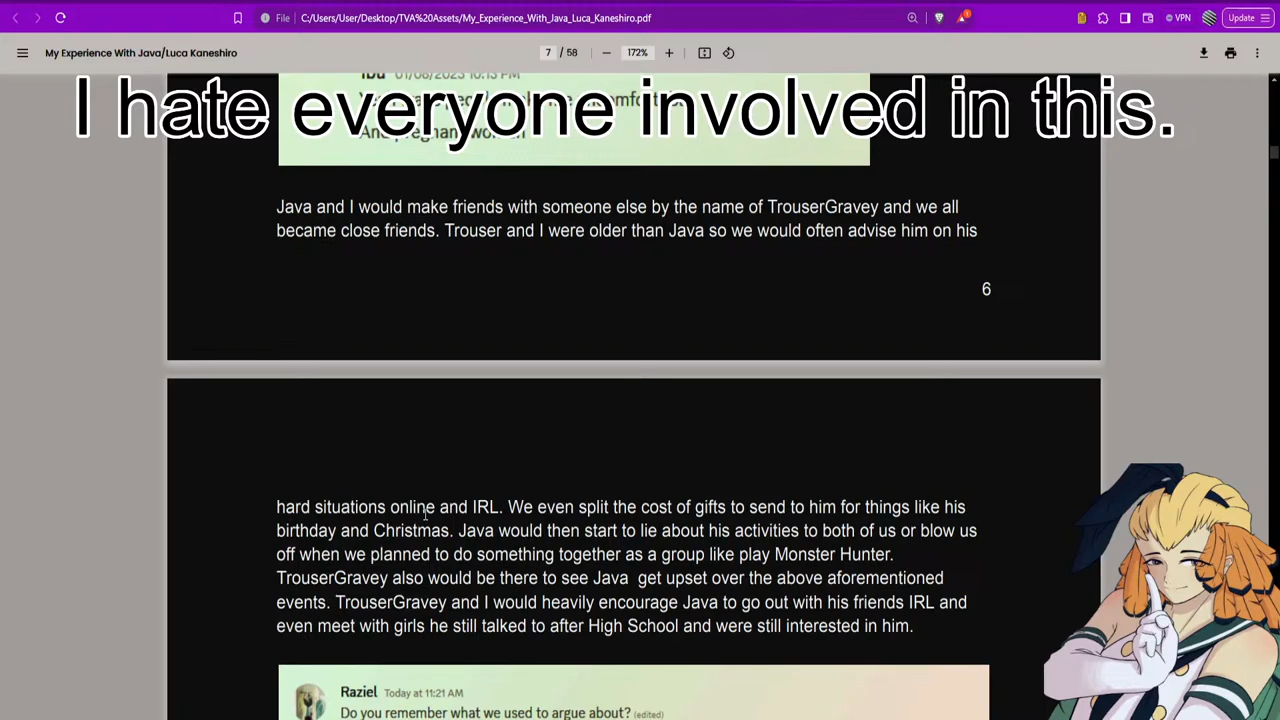 File
C:/Users/User/Desktop/TVA%20Assets/My_Experience_With_Java_Luca_Kaneshiro.pdf
VPN
Update
My Experience With Java/Luca Kaneshiro
7 / 58
172%
01/08/2023 10:13 PM
I hate everyone involved in this.
Java and I would make friends with someone else by the name of TrouserGravey and we all
became close friends. Trouser and I were older than Java so we would often advise him on his
6
hard situations online and IRL. We even split the cost of gifts to send to him for things like his
birthday and Christmas. Java would then start to lie about his activities to both of us or blow us
off when we planned to do something together as a group like play Monster Hunter.
TrouserGravey also would be there to see Java  get upset over the above aforementioned
events. TrouserGravey and I would heavily encourage Java to go out with his friends IRL and
even meet with girls he still talked to after High School and were still interested in him.
Raziel Today at 11:21 AM
Do you remember what we used to argue about? (edited)